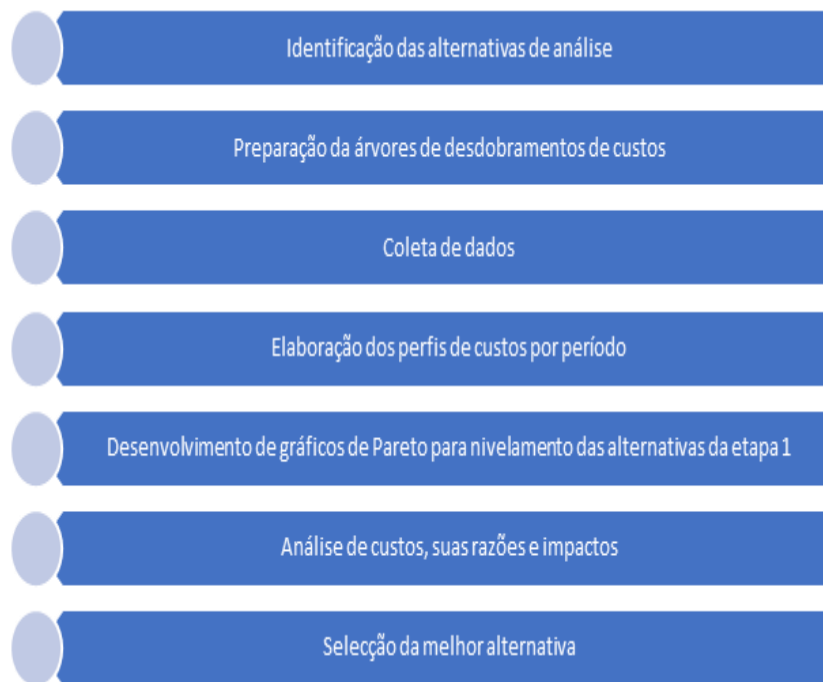 Identificação das alternativas de análise
Preparação da árvores de desdobramentos de custos
Coleta de dados
Elaboração dos perfis de custos por período
Desenvolvimento de gráficos de Pareto para nivelamento das alternativas da etapa 1
Análise de custos, suas razões e impactos
Selecção da melhor alternativa